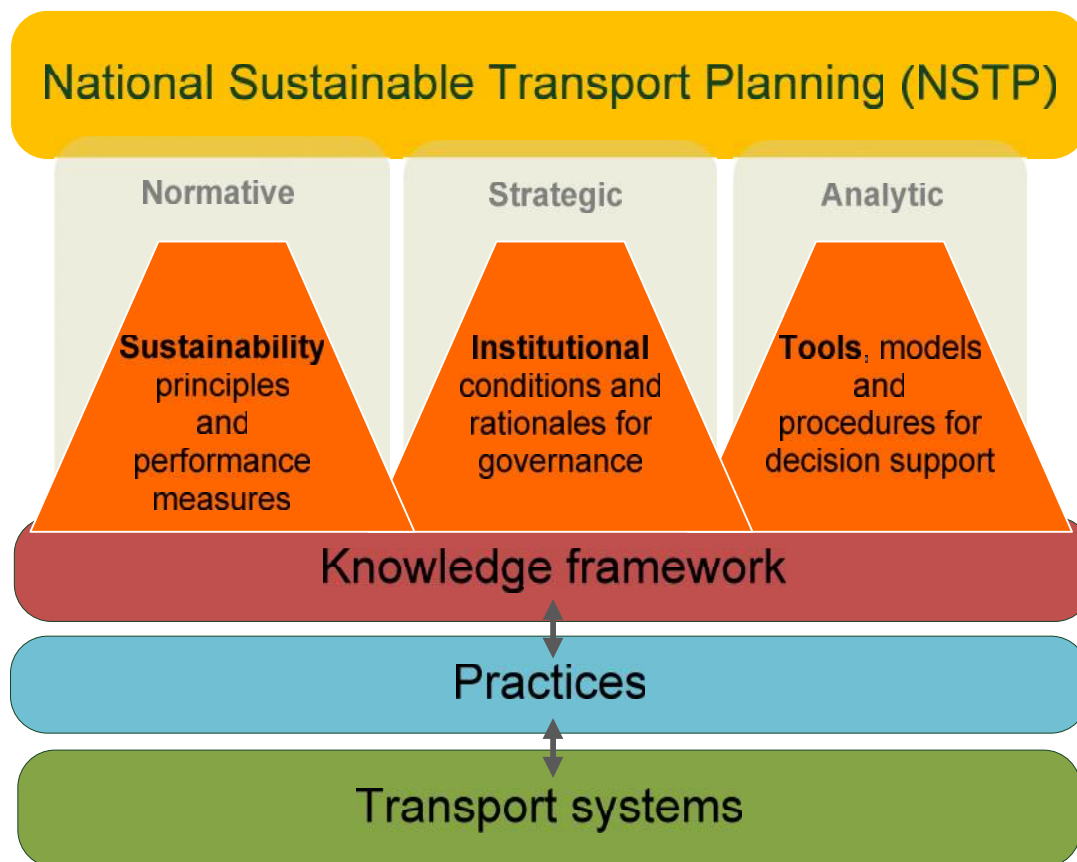 National Sustainable Transport Planning (NSTP)
Normative
Strategic
Analytic
Sustainability
principles
and
performance
measures
Institutional
conditions and
rationales for
governance
Tools, models
and
procedures for
decision support
Knowledge framework
Practices
Transport systems